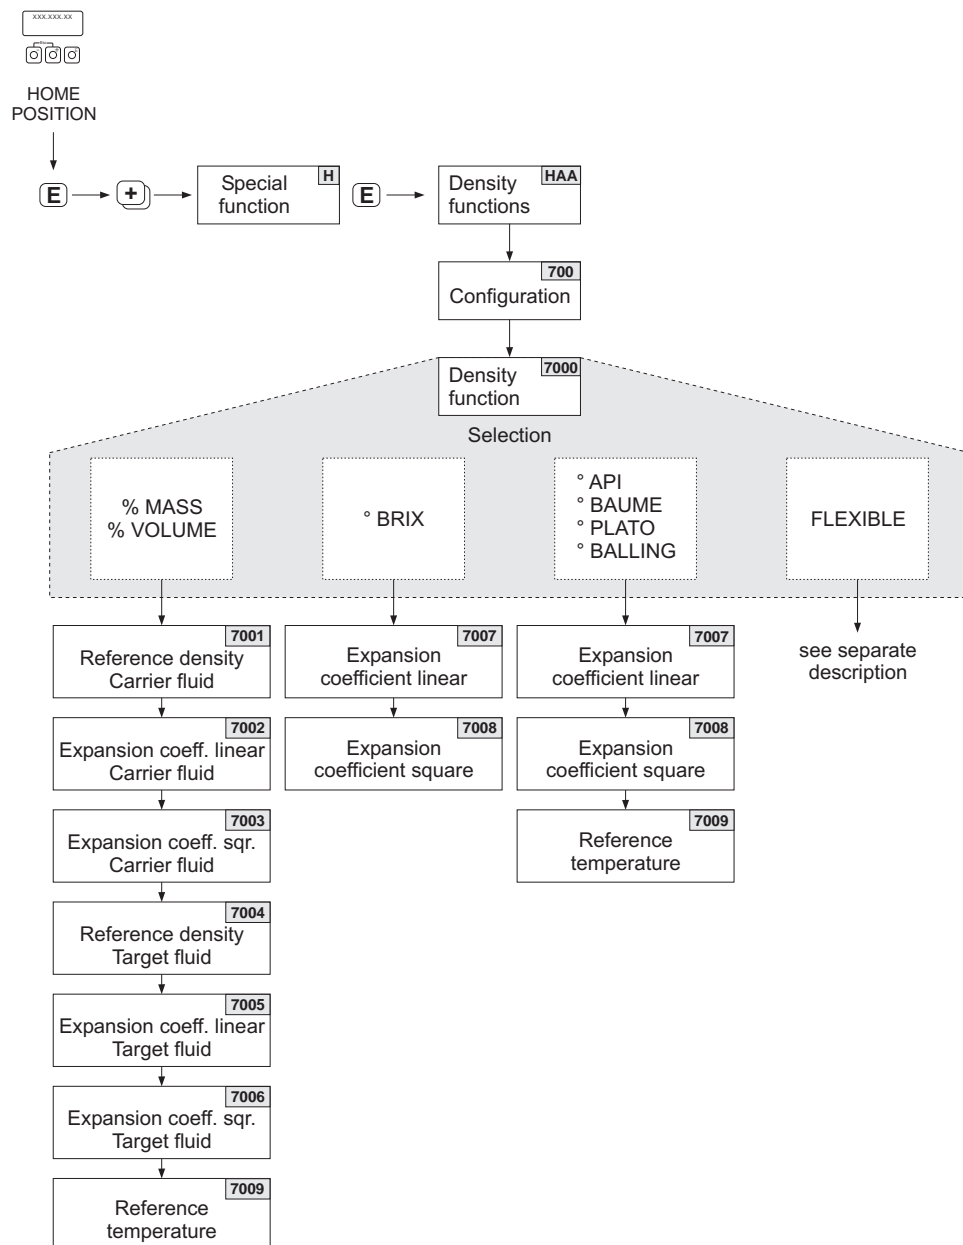 XXX.XXX.XX
HOME
POSITION
E
+
H
Special
function
E
HAA
Density
functions
700
Configuration
7000
Density
function
Selection
% MASS
% VOLUME
° BRIX
° API
° BAUME
° PLATO
° BALLING
FLEXIBLE
7001
Reference density
Carrier fluid
7002
Expansion coeff. linear
Carrier fluid
7003
Expansion coeff. sqr.
Carrier fluid
7004
Reference density
Target fluid
7005
Expansion coeff. linear
Target fluid
7006
Expansion coeff. sqr.
Target fluid
7009
Reference
temperature
7007
Expansion
coefficient linear
7008
Expansion
coefficient square
7007
Expansion
coefficient linear
7008
Expansion
coefficient square
7009
Reference
temperature
see separate
description